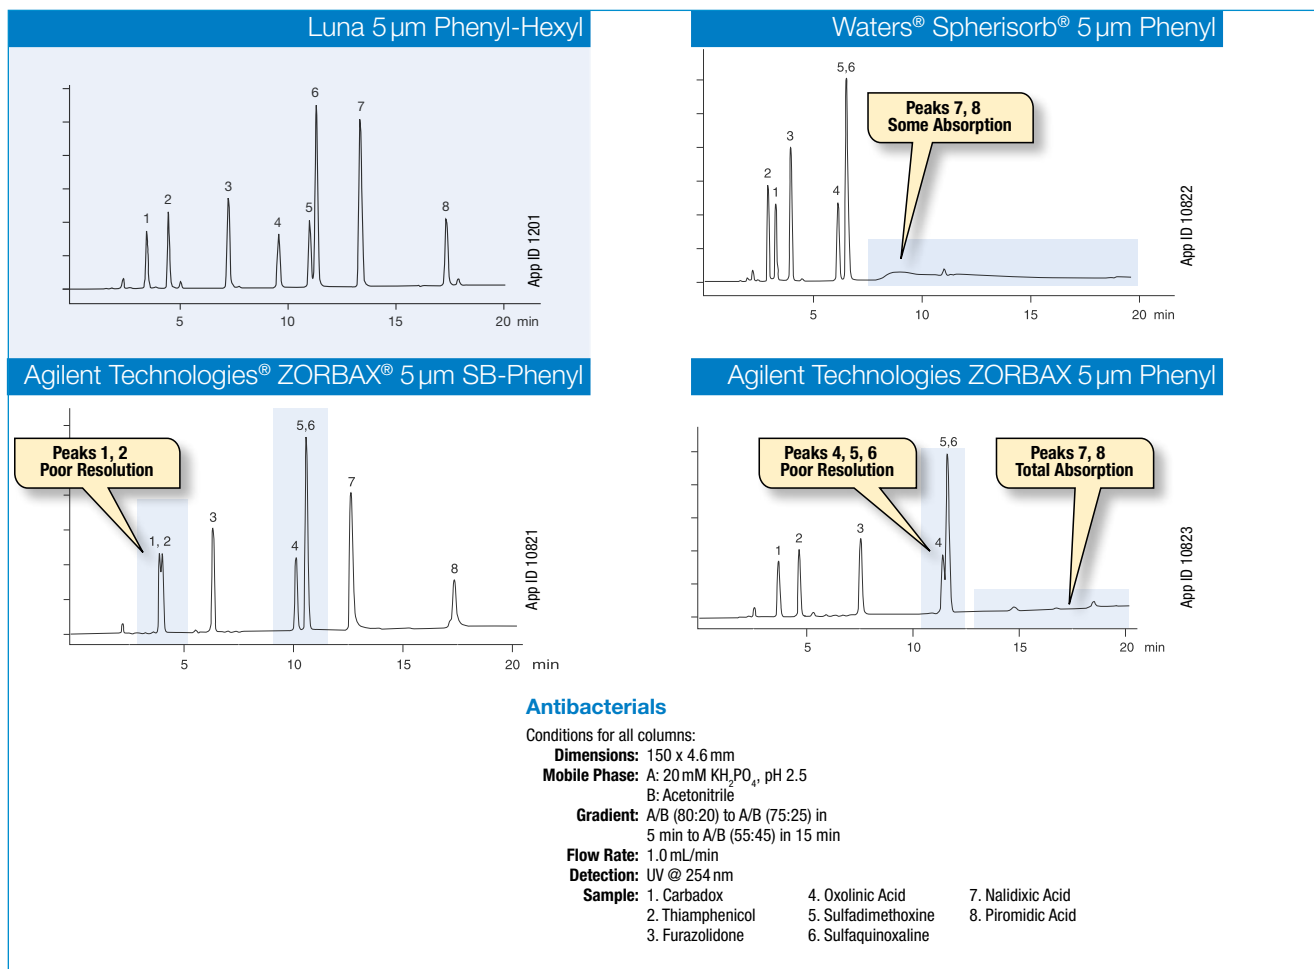 Luna 5 µm Phenyl-Hexyl
1
2
3
4
5
6
7
8
App ID 1201
5
10
15
20 min
Waters® Spherisorb® 5 µm Phenyl
2
1
3
4
5,6
Peaks 7, 8
Some Absorption
App ID 10822
5
10
15
20 min
Agilent Technologies® ZORBAX® 5 µm SB-Phenyl
Peaks 1, 2
Poor Resolution
1, 2
3
4
5,6
7
8
App ID 10821
5
10
15
20 min
Agilent Technologies ZORBAX 5 µm Phenyl
1
2
3
Peaks 4, 5, 6
Poor Resolution
4
5,6
Peaks 7, 8
Total Absorption
App ID 10823
5
10
15
20 min
Antibacterials
Conditions for all columns:
Dimensions: 150 x 4.6 mm
Mobile Phase: A: 20 mM KH₂PO₄, pH 2.5
B: Acetonitrile
Gradient: A/B (80:20) to A/B (75:25) in
5 min to A/B (55:45) in 15 min
Flow Rate: 1.0 mL/min
Detection: UV @ 254 nm
Sample: 1. Carbadox 4. Oxolinic Acid 7. Nalidixic Acid
2. Thiamphenicol 5. Sulfadimethoxine 8. Piromidic Acid
3. Furazolidone 6. Sulfaquinoxaline